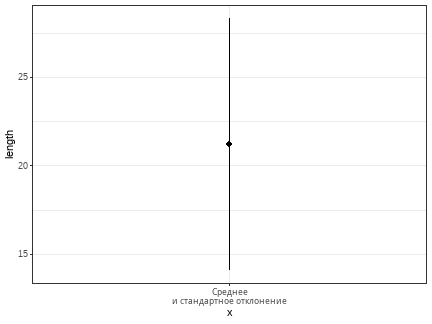 25
20
15
length
Среднее
и стандартное отклонение
x